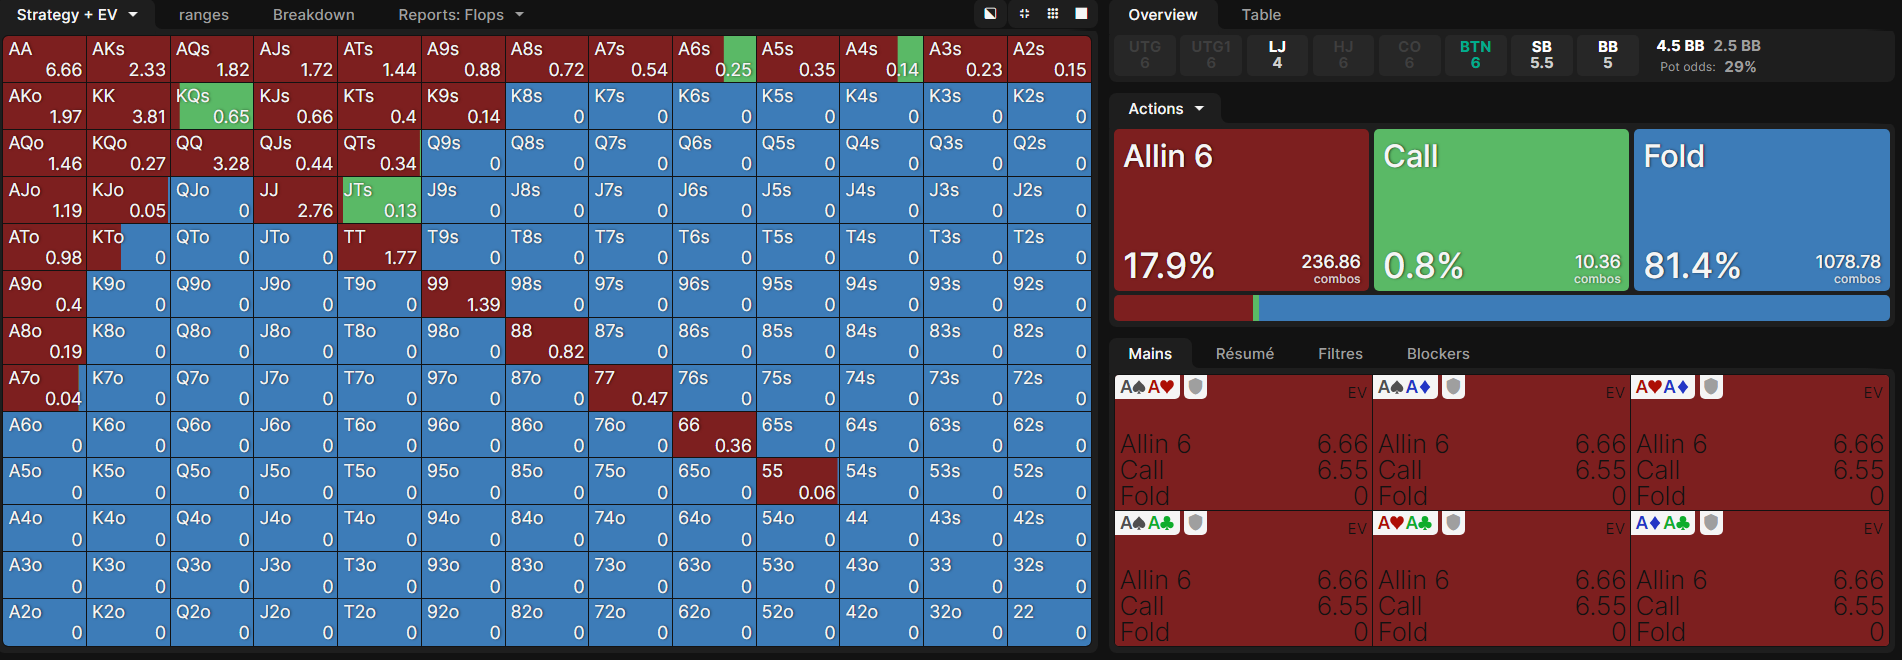 Strategy + EV ranges Breakdown Reports: Flops
AA AKs AQs AJs ATs A9s A8s A7s A6s A5s A4s A3s A2s
6.66 2.33 1.82 1.72 1.44 0.88 0.72 0.54 0.25 0.35 0.14 0.23 0.15
AKo KK KQs KJs KTs K9s K8s K7s K6s K5s K4s K3s K2s
1.97 3.81 0.65 0.66 0.4 0.14 0 0 0 0 0 0 0
AQo KQo QQ QJs QTs Q9s Q8s Q7s Q6s Q5s Q4s Q3s Q2s
1.46 0.27 3.28 0.44 0.34 0 0 0 0 0 0 0 0
AJo KJo QJo JJ JTs J9s J8s J7s J6s J5s J4s J3s J2s
1.19 0.05 0 2.76 0.13 0 0 0 0 0 0 0 0
ATo KTo QTo JTo TT T9s T8s T7s T6s T5s T4s T3s T2s
0.98 0 0 0 1.77 0 0 0 0 0 0 0 0
A9o K9o Q9o J9o T9o 99 98s 97s 96s 95s 94s 93s 92s
0.4 0 0 0 0 1.39 0 0 0 0 0 0 0
A8o K8o Q8o J8o T8o 98o 88 87s 86s 85s 84s 83s 82s
0.19 0 0 0 0 0 0.82 0 0 0 0 0 0
A7o K7o Q7o J7o T7o 97o 87o 77 76s 75s 74s 73s 72s
0.04 0 0 0 0 0 0 0.47 0 0 0 0 0
A6o K6o Q6o J6o T6o 96o 86o 76o 66 65s 64s 63s 62s
0 0 0 0 0 0 0 0 0.36 0 0 0 0
A5o K5o Q5o J5o T5o 95o 85o 75o 65o 55 54s 53s 52s
0 0 0 0 0 0 0 0 0 0.06 0 0 0
A4o K4o Q4o J4o T4o 94o 84o 74o 64o 54o 44 43s 42s
0 0 0 0 0 0 0 0 0 0 0 0 0
A3o K3o Q3o J3o T3o 93o 83o 73o 63o 53o 43o 33 32s
0 0 0 0 0 0 0 0 0 0 0 0 0
A2o K2o Q2o J2o T2o 92o 82o 72o 62o 52o 42o 32o 22
0 0 0 0 0 0 0 0 0 0 0 0 0
Overview Table
UTG UTG1 LJ HJ CO BTN SB BB 4.5 BB 2.5 BB
6 6 4 6 6 6 5.5 5 Pot odds: 29%
Actions
Allin 6 Call Fold
17.9% 236.86 combos 0.8% 10.36 combos 81.4% 1078.78 combos
Mains Résumé Filtres Blockers
A♠A♥ EV A♠A♦ EV A♥A♦ EV
Allin 6 6.66 Allin 6 6.66 Allin 6 6.66
Call 6.55 Call 6.55 Call 6.55
Fold 0 Fold 0 Fold 0
A♠A♣ EV A♥A♣ EV A♦A♣ EV
Allin 6 6.66 Allin 6 6.66 Allin 6 6.66
Call 6.55 Call 6.55 Call 6.55
Fold 0 Fold 0 Fold 0